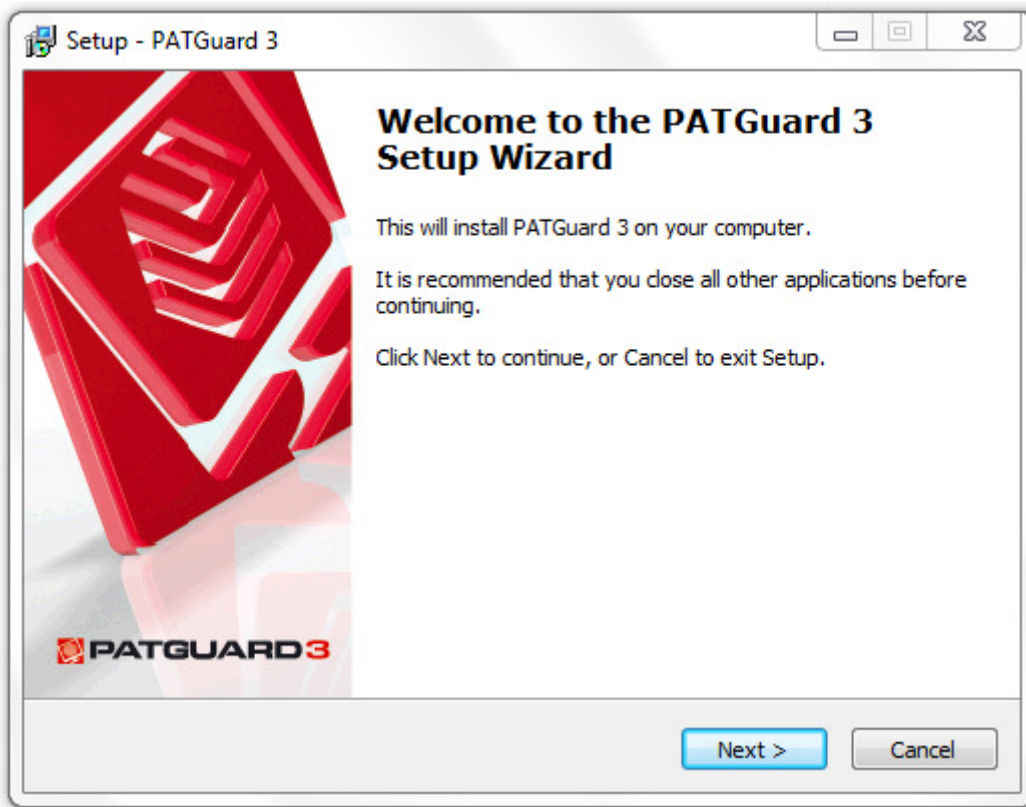 Setup - PATGuard 3
Welcome to the PATGuard 3
Setup Wizard
This will install PATGuard 3 on your computer.
It is recommended that you close all other applications before
continuing.
Click Next to continue, or Cancel to exit Setup.
PATGUARD3
Next >
Cancel